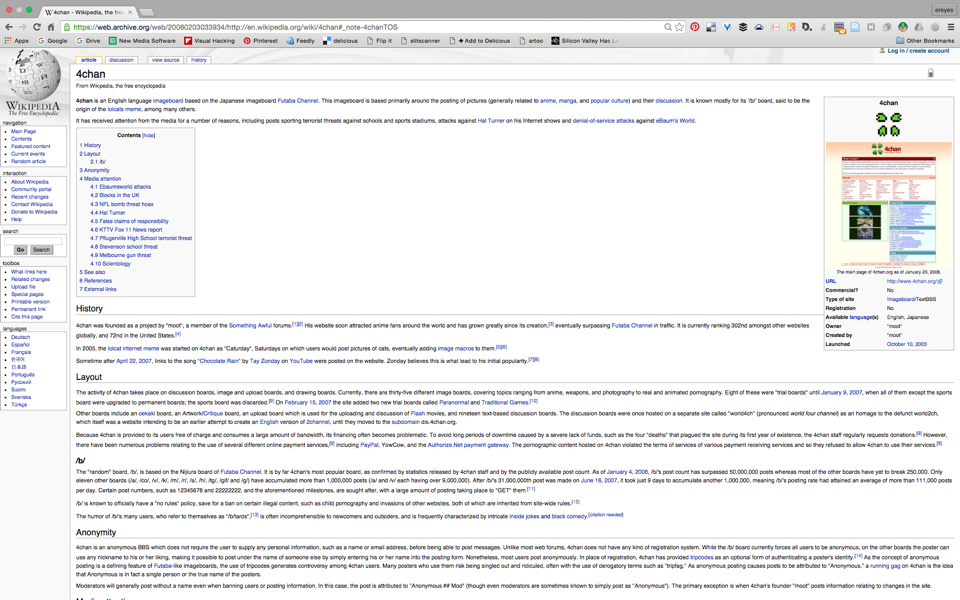 4chan - Wikipedia, the free
ereyes
https://web.archive.org/web/20080203033934/http://en.wikipedia.org/wiki/4chan#_note-4chanTOS
Apps Google Drive New Media Software Visual Hacking Pinterest Feedly delicious Flip it slitscanner + Add to Delicious artoo Silicon Valley Has L Other Bookmarks
Log in / create account
article discussion view source history
4chan
From Wikipedia, the free encyclopedia
WIKIPEDIA
The Free Encyclopedia
navigation
Main Page
Contents
Featured content
Current events
Random article
interaction
About Wikipedia
Community portal
Recent changes
Contact Wikipedia
Donate to Wikipedia
Help
search
Go Search
toolbox
What links here
Related changes
Upload file
Special pages
Printable version
Permanent link
Cite this page
languages
Deutsch
Español
Français
한국어
日本語
Português
Русский
Suomi
Svenska
Türkçe
4chan is an English language imageboard based on the Japanese imageboard Futaba Channel. This imageboard is based primarily around the posting of pictures (generally related to anime, manga, and popular culture) and their discussion. It is known mostly for its "/b/" board, said to be the
origin of the lolcats meme, among many others.
It has received attention from the media for a number of reasons, including posts sporting terrorist threats against schools and sports stadiums, attacks against Hal Turner on his Internet shows and denial-of-service attacks against eBaum's World.
Contents [hide]
1 History
2 Layout
2.1 /b/
3 Anonymity
4 Media attention
4.1 Ebaumsworld attacks
4.2 Blocks in the UK
4.3 NFL bomb threat hoax
4.4 Hal Turner
4.5 False claims of responsibility
4.6 KTTV Fox 11 News report
4.7 Pflugerville High School terrorist threat
4.8 Stevenson school threat
4.9 Melbourne gun threat
4.10 Scientology
5 See also
6 References
7 External links
4chan
4chan
The main page of 4chan.org as of January 20, 2008.
URL http://www.4chan.org/
Commercial? No
Type of site Imageboard/TextBBS
Registration No
Available language(s) English, Japanese
Owner "moot"
Created by "moot"
Launched October 10, 2003
History
4chan was founded as a project by "moot", a member of the Something Awful forums.[1][2] His website soon attracted anime fans around the world and has grown greatly since its creation,[3] eventually surpassing Futaba Channel in traffic. It is currently ranking 302nd amongst other websites
globally, and 72nd in the United States.[4]
In 2005, the lolcat internet meme was started on 4chan as "Caturday", Saturdays on which users would post pictures of cats, eventually adding image macros to them.[5][6]
Sometime after April 22, 2007, links to the song "Chocolate Rain" by Tay Zonday on YouTube were posted on the website. Zonday believes this is what lead to his initial popularity.[7][8]
Layout
The activity of 4chan takes place on discussion boards, image and upload boards, and drawing boards. Currently, there are thirty-five different image boards, covering topics ranging from anime, weapons, and photography to real and animated pornography. Eight of these were "trial boards" until January 9, 2007, when all of them except the sports
board were upgraded to permanent boards; the sports board was discarded.[9] On February 15, 2007 the site added two new trial boards called Paranormal and Traditional Games.[10]
Other boards include an oekaki board, an Artwork/Critique board, an upload board which is used for the uploading and discussion of Flash movies, and nineteen text-based discussion boards. The discussion boards were once hosted on a separate site called "world4ch" (pronounced world four channel) as an homage to the defunct world2ch,
which itself was a website intended to be an earlier attempt to create an English version of 2channel, until they moved to the subdomain dis.4chan.org.
Because 4chan is provided to its users free of charge and consumes a large amount of bandwidth, its financing often becomes problematic. To avoid long periods of downtime caused by a severe lack of funds, such as the four "deaths" that plagued the site during its first year of existence, the 4chan staff regularly requests donations.[9] However,
there have been numerous problems relating to the use of several different online payment services,[9] including PayPal, YowCow, and the Authorize.Net payment gateway. The pornographic content hosted on 4chan violated the terms of services of various payment receiving services and so they refused to allow 4chan to use their services.[9]
/b/
The "random" board, /b/, is based on the Nijiura board of Futaba Channel. It is by far 4chan's most popular board, as confirmed by statistics released by 4chan staff and by the publicly available post count. As of January 4, 2008, /b/'s post count has surpassed 50,000,000 posts whereas most of the other boards have yet to break 250,000. Only
eleven other boards (/a/, /co/, /v/, /k/, /m/, /r/, /s/, /h/, /tg/, /gif/ and /g/) have accumulated more than 1,000,000 posts (/a/ and /v/ each having over 9,000,000). After /b/'s 31,000,000th post was made on June 16, 2007, it took just 9 days to accumulate another 1,000,000, meaning /b/'s posting rate had attained an average of more than 111,000 posts
per day. Certain post numbers, such as 12345678 and 22222222, and the aforementioned milestones, are sought after, with a large amount of posting taking place to "GET" them.[11]
/b/ is known to officially have a "no rules" policy, save for a ban on certain illegal content, such as child pornography and invasions of other websites, both of which are inherited from site-wide rules.[12]
The humor of /b/'s many users, who refer to themselves as "/b/tards",[13] is often incomprehensible to newcomers and outsiders, and is frequently characterized by intricate inside jokes and black comedy.[citation needed]
Anonymity
4chan is an anonymous BBS which does not require the user to supply any personal information, such as a name or email address, before being able to post messages. Unlike most web forums, 4chan does not have any kind of registration system. While the /b/ board currently forces all users to be anonymous, on the other boards the poster can
use any nickname to his or her liking, making it possible to post under the name of someone else by simply entering his or her name into the posting form. Nonetheless, most users post anonymously. In place of registration, 4chan has provided tripcodes as an optional form of authenticating a poster's identity.[14] As the concept of anonymous
posting is a defining feature of Futaba-like imageboards, the use of tripcodes generates controversy among 4chan users. Many posters who use them risk being singled out and ridiculed, often with the use of derogatory terms such as "tripfag." As anonymous posting causes posts to be attributed to "Anonymous," a running gag on 4chan is the idea
that Anonymous is in fact a single person or the true name of the posters.
Moderators will generally post without a name even when banning users or posting information. In this case, the post is attributed to "Anonymous ## Mod" (though even moderators are sometimes known to simply post as "Anonymous"). The primary exception is when 4chan's founder "moot" posts information relating to changes in the site.